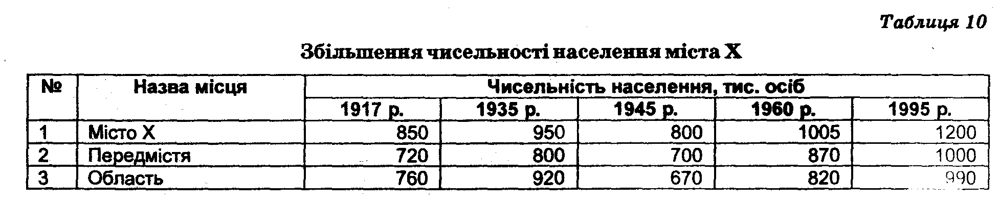 Таблиця 10
Збільшення чисельності населення міста Х
№ Назва місця Чисельність населення, тис. осіб
1917 р. 1935 р. 1945 р. 1960 р. 1995 р.
1 Місто Х 850 950 800 1005 1200
2 Передмістя 720 800 700 870 1000
3 Область 760 920 670 820 990